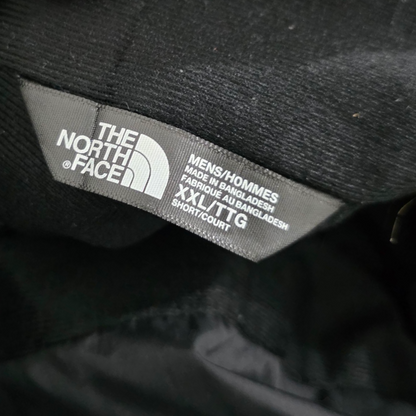 THE
NORTH
®FACE
MENS/HOMMES
MADE IN BANGLADESH
FABRIQUÉ AU BANGLADESH
XXL/TTG
SHORT/COURT